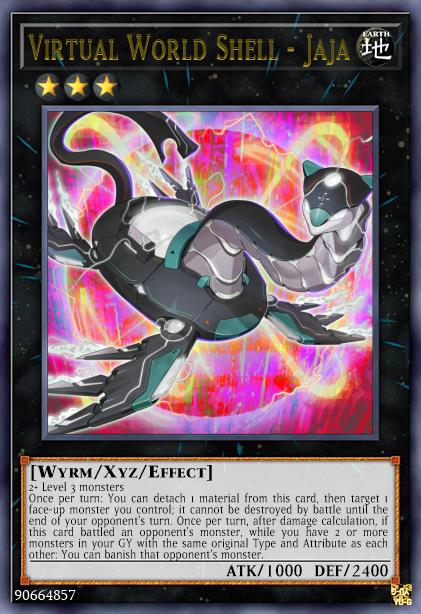 Virtual World Shell - Jaja
EARTH
地
[Wyrm/Xyz/Effect]
2+ Level 3 monsters
Once per turn: You can detach 1 material from this card, then target 1
face-up monster you control; it cannot be destroyed by battle until the
end of your opponent's turn. Once per turn, after damage calculation, if
this card battled an opponent's monster, while you have 2 or more
monsters in your GY with the same original Type and Attribute as each
other: You can banish that opponent's monster.
ATK/1000 DEF/2400
90664857